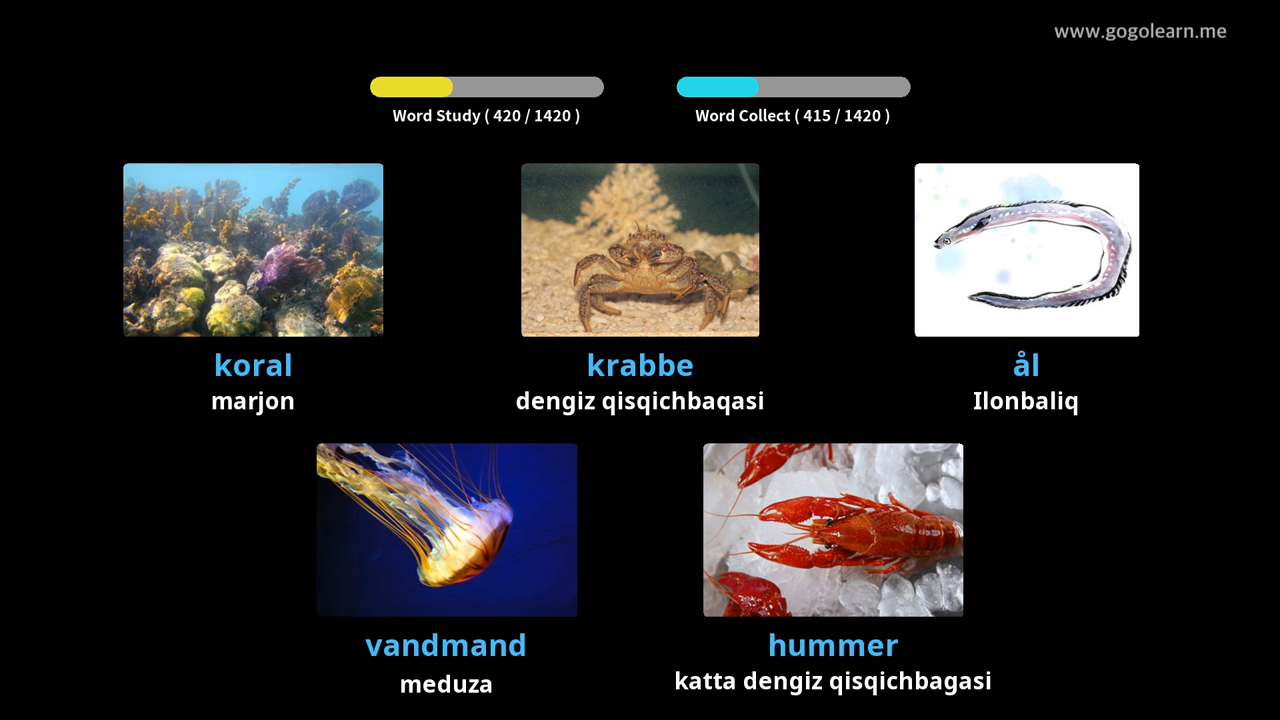 www.gogolearn.me
Word Study ( 420 / 1420 )
Word Collect ( 415 / 1420 )
koral
marjon
krabbe
dengiz qisqichbaqasi
ål
Ilonbaliq
vandmand
meduza
hummer
katta dengiz qisqichbagasi